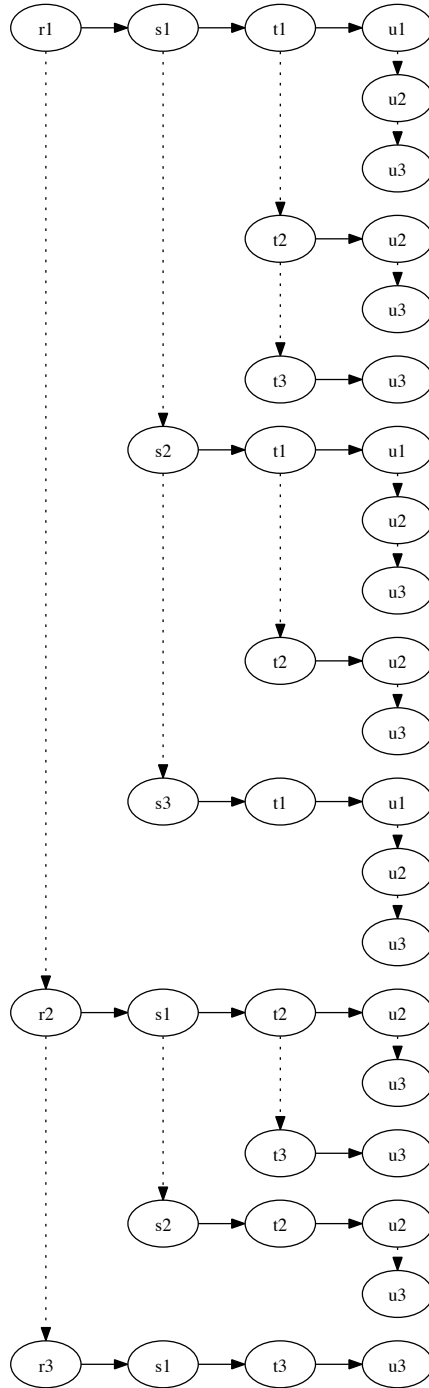 r1 s1 t1 u1
u2
u3
t2 u2
u3
t3 u3
s2 t1 u1
u2
u3
t2 u2
u3
s3 t1 u1
u2
u3
r2 s1 t2 u2
u3
t3 u3
s2 t2 u2
u3
r3 s1 t3 u3